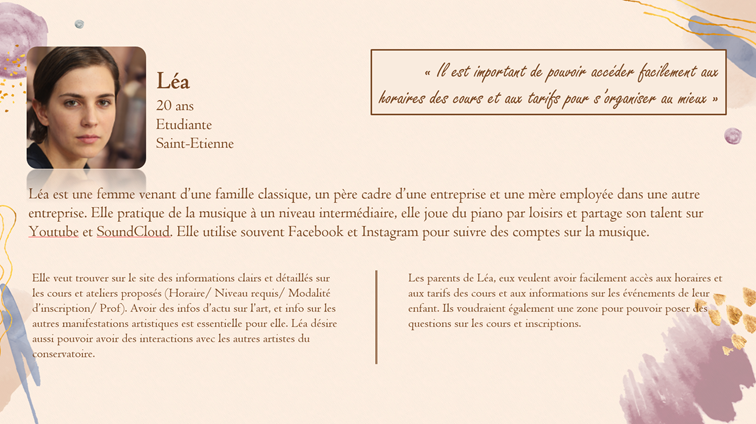 Léa
20 ans
Etudiante
Saint-Etienne
« Il est important de pouvoir accéder facilement aux
horaires des cours et aux tarifs pour s'organiser au mieux »
Léa est une femme venant d'une famille classique, un père cadre d'une entreprise et une mère employée dans une autre
entreprise. Elle pratique de la musique à un niveau intermédiaire, elle joue du piano par loisirs et partage son talent sur
Youtube et SoundCloud. Elle utilise souvent Facebook et Instagram pour suivre des comptes sur la musique.
Elle veut trouver sur le site des informations clairs et détaillés sur
les cours et ateliers proposés (Horaire/ Niveau requis/ Modalité
d'inscription/ Prof). Avoir des infos d'actu sur l'art, et info sur les
autres manifestations artistiques est essentielle pour elle. Léa désire
aussi pouvoir avoir des interactions avec les autres artistes du
conservatoire.
Les parents de Léa, eux veulent avoir facilement accès aux horaires et
aux tarifs des cours et aux informations sur les événements de leur
enfant. Ils voudraient également une zone pour pouvoir poser des
questions sur les cours et inscriptions.